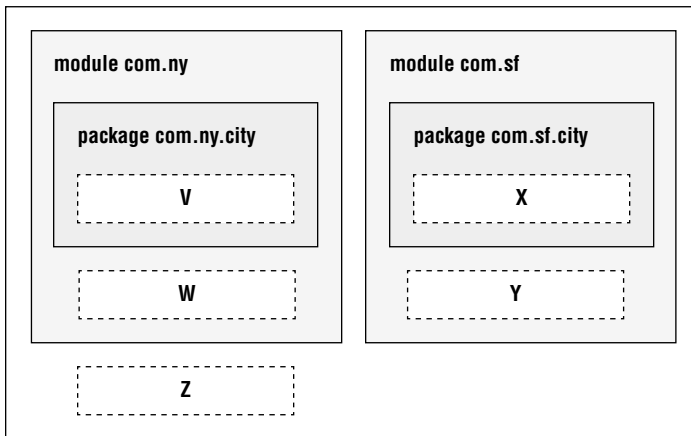 module com.ny
module com.sf
package com.ny.city
package com.sf.city
V
X
W
Y
Z